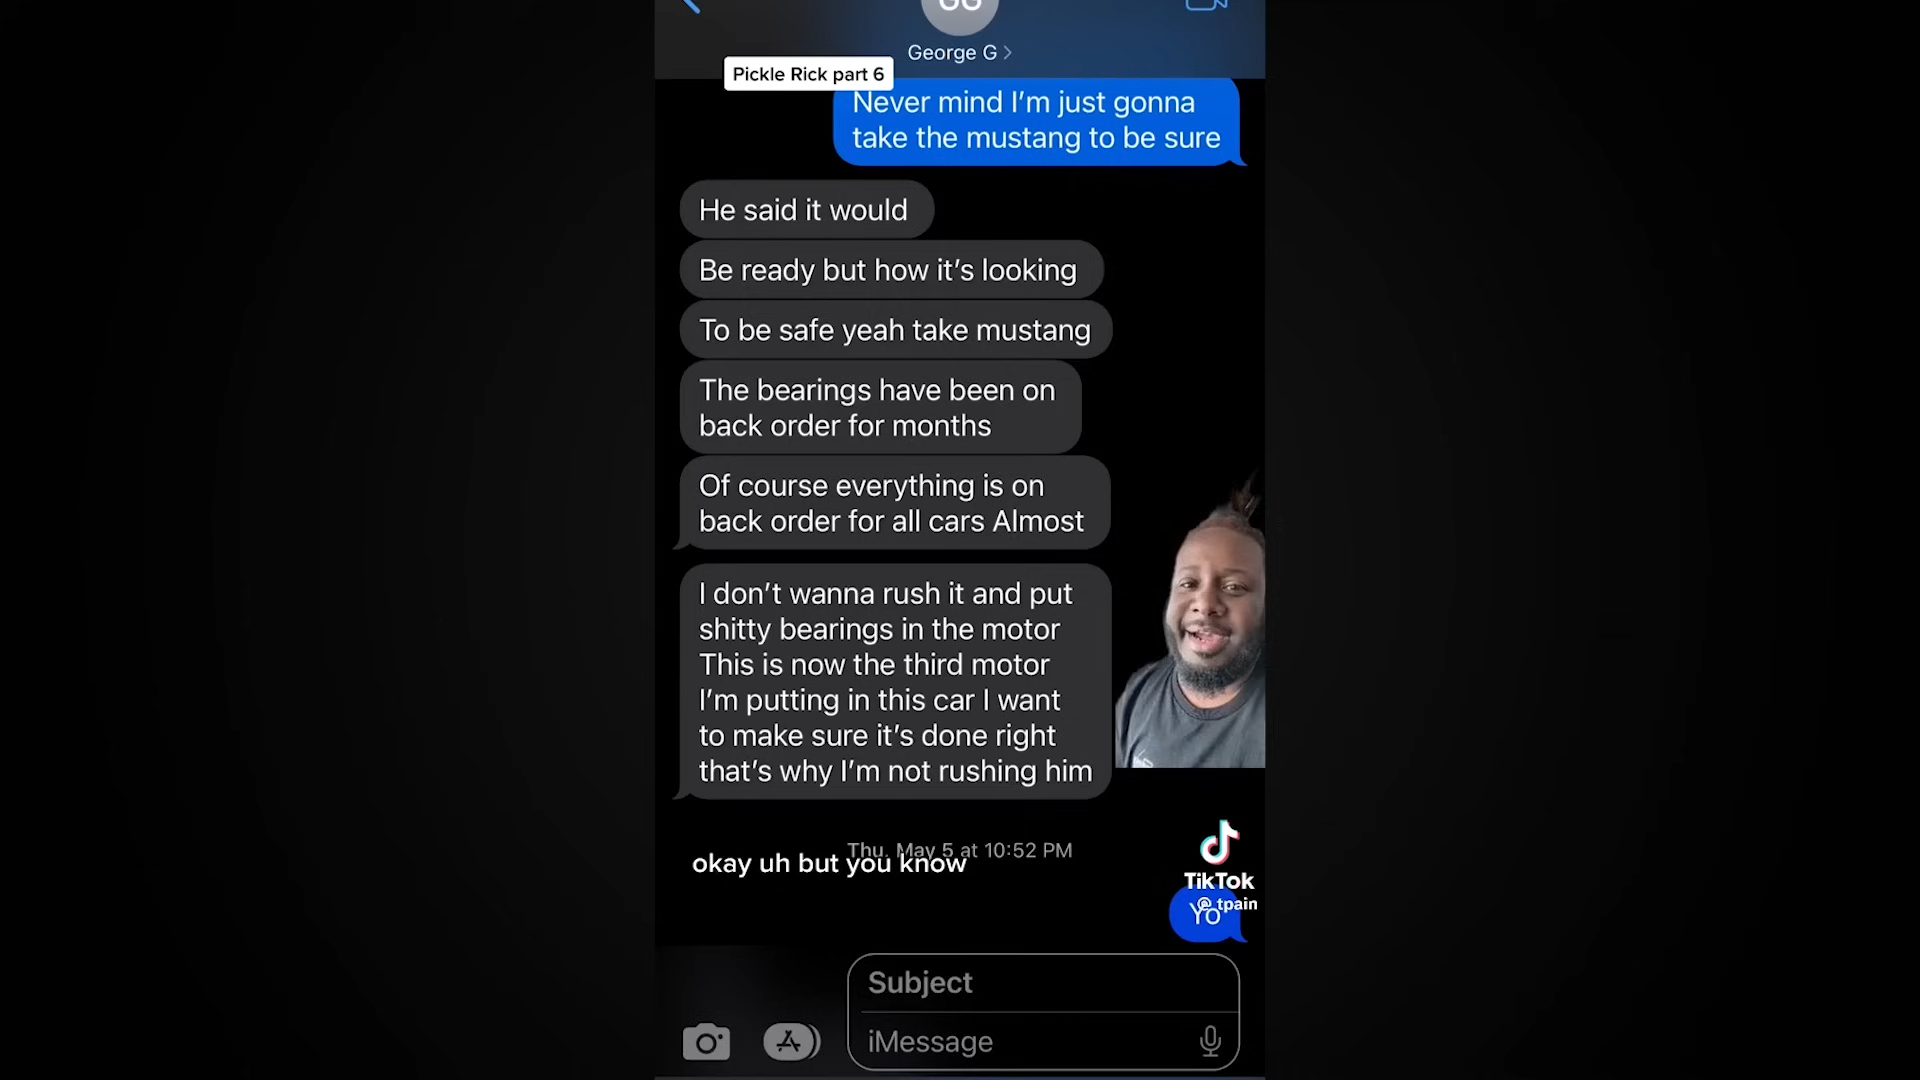 GG
George G
Pickle Rick part 6
Never mind I'm just gonna
take the mustang to be sure
He said it would
Be ready but how it's looking
To be safe yeah take mustang
The bearings have been on
back order for months
Of course everything is on
back order for all cars Almost
I don't wanna rush it and put
shitty bearings in the motor
This is now the third motor
I'm putting in this car I want
to make sure it's done right
that's why I'm not rushing him
Thu, May 5 at 10:52 PM
okay uh but you know
TikTok
@tpain
Yo
Subject
iMessage